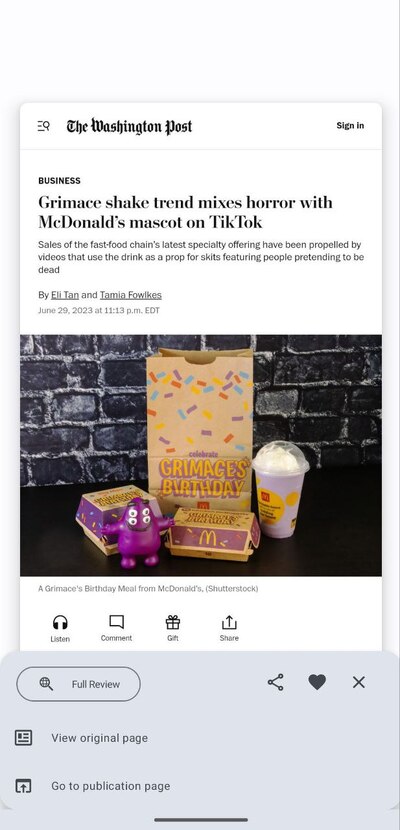 The Washington Post
Sign in
BUSINESS
Grimace shake trend mixes horror with
McDonald's mascot on TikTok
Sales of the fast-food chain's latest specialty offering have been propelled by
videos that use the drink as a prop for skits featuring people pretending to be
dead
By Eli Tan and Tamia Fowlkes
June 29, 2023 at 11:13 p.m. EDT
celebrate
GRIMACE'S
BIRTHDAY
A Grimace's Birthday Meal from McDonald's, (Shutterstock)
Listen
Comment
Gift
Share
Full Review
View original page
Go to publication page